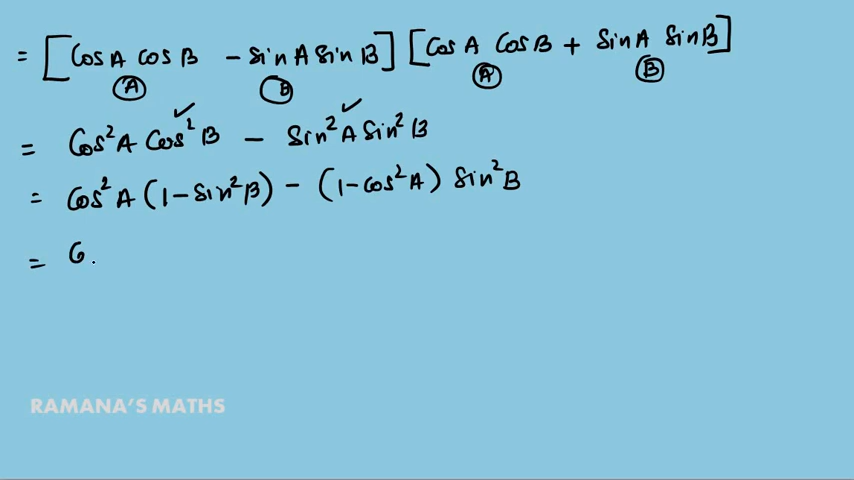 = [Cos A Cos B - Sin A Sin B] [Cos A Cos B + Sin A Sin B]
A B A B
= Cos²A Cos²B - Sin²A Sin²B
= Cos²A (1 - Sin²B) - (1 - Cos²A) Sin²B
=
RAMANA'S MATHS